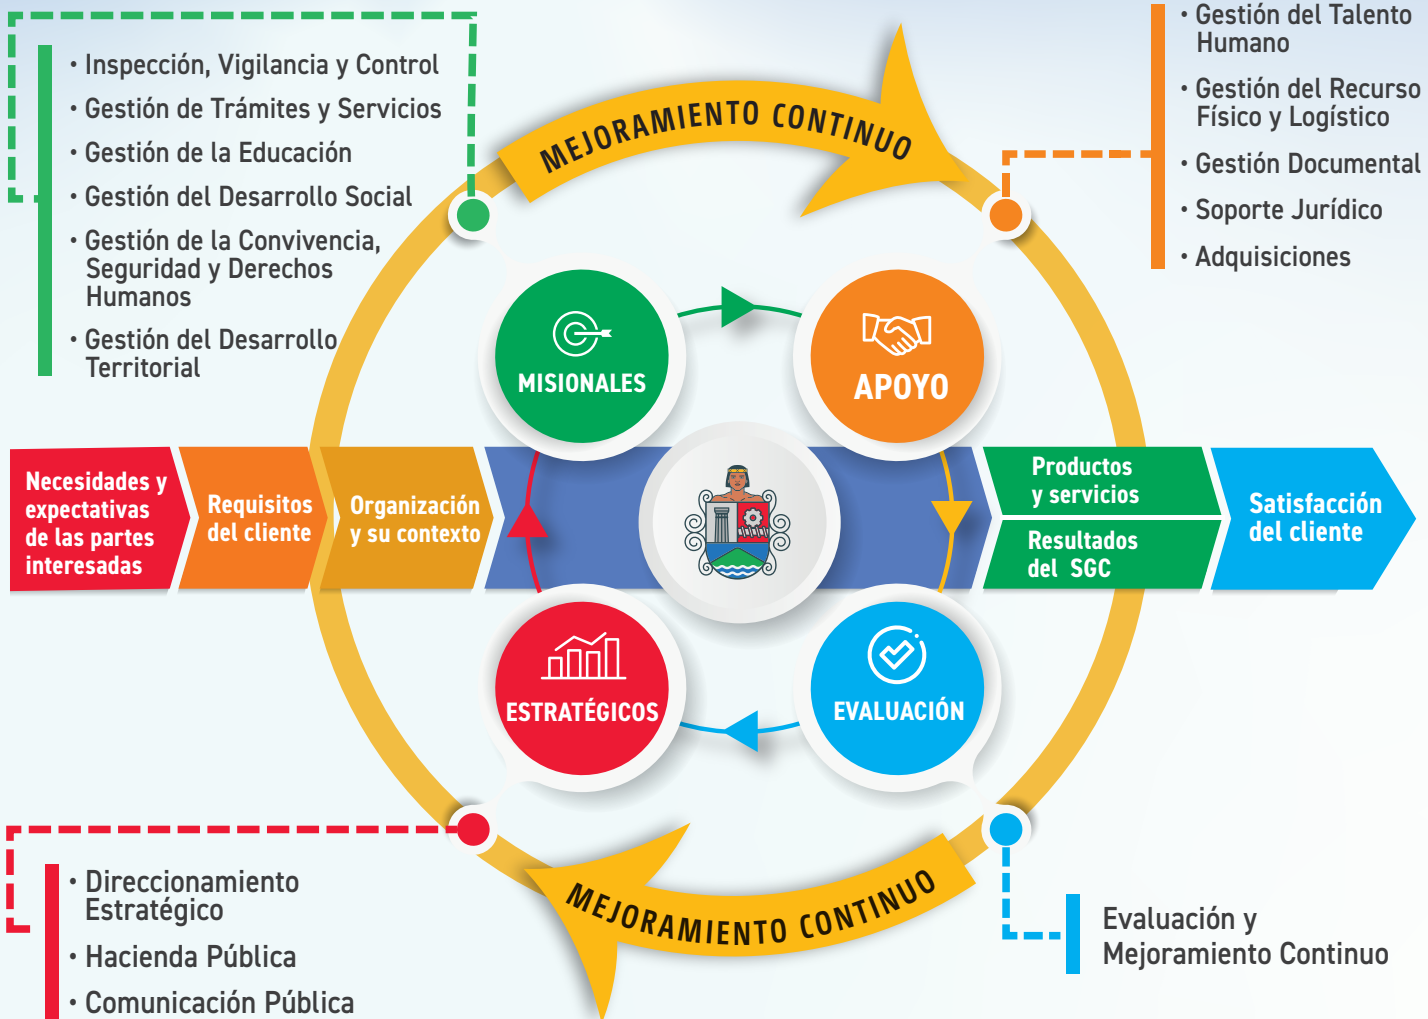 • Inspección, Vigilancia y Control
• Gestión de Trámites y Servicios
• Gestión de la Educación
• Gestión del Desarrollo Social
• Gestión de la Convivencia,
Seguridad y Derechos
Humanos
• Gestión del Desarrollo
Territorial
MEJORAMIENTO CONTINUO
• Gestión del Talento
Humano
• Gestión del Recurso
Físico y Logístico
• Gestión Documental
• Soporte Jurídico
• Adquisiciones
MISIONALES
APOYO
Necesidades y
expectativas
de las partes
interesadas
Requisitos
del cliente
Organización
y su contexto
Productos
y servicios
Resultados
del SGC
Satisfacción
del cliente
ESTRATÉGICOS
EVALUACIÓN
MEJORAMIENTO CONTINUO
• Direccionamiento
Estratégico
• Hacienda Pública
• Comunicación Pública
Evaluación y
Mejoramiento Continuo